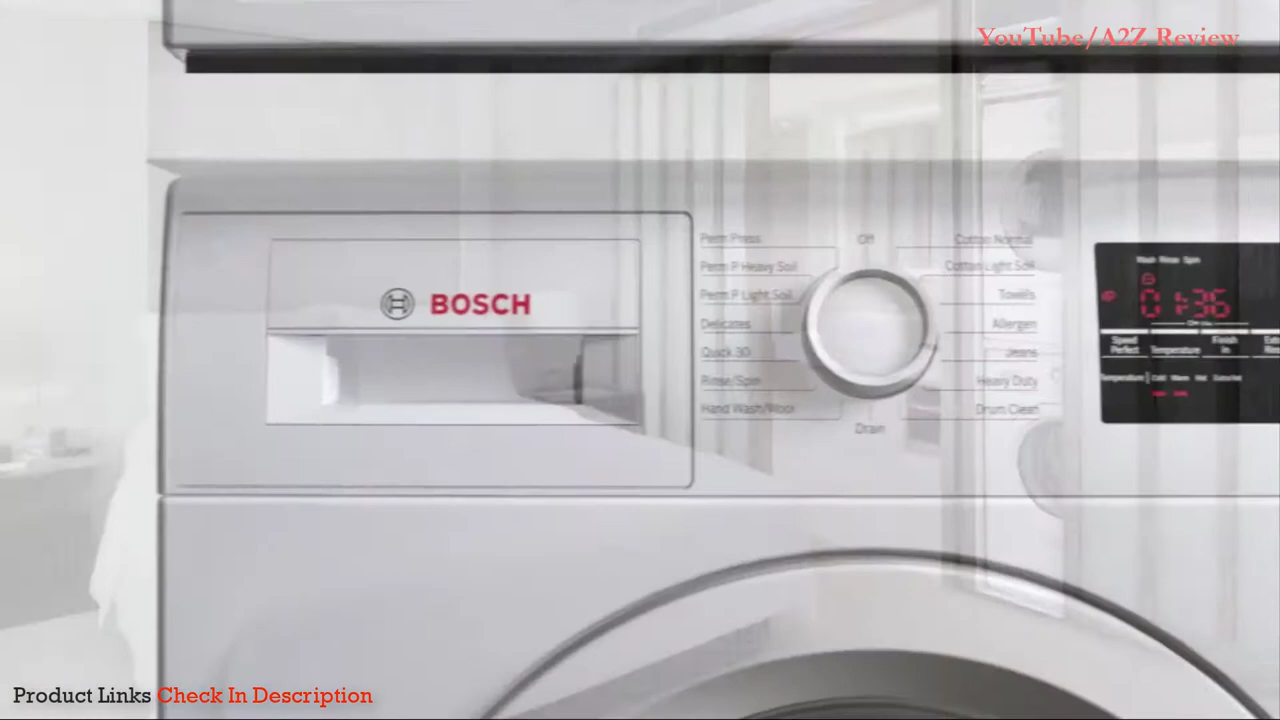 YouTube/A2Z Review
BOSCH
Perm Press
Perm P. Heavy Soil
Perm P. Light Soil
Delicates
Quick 30
Rinse/Spin
Hand Wash/Wool
Off
Drain
Cotton Normal
Cotton Light Soil
Towels
Allergen
Jeans
Heavy Duty
Drum Clean
Wash Rinse Spin
01:36
Speed Perfect
Temperature
Finish In
Temperature
Product Links Check In Description